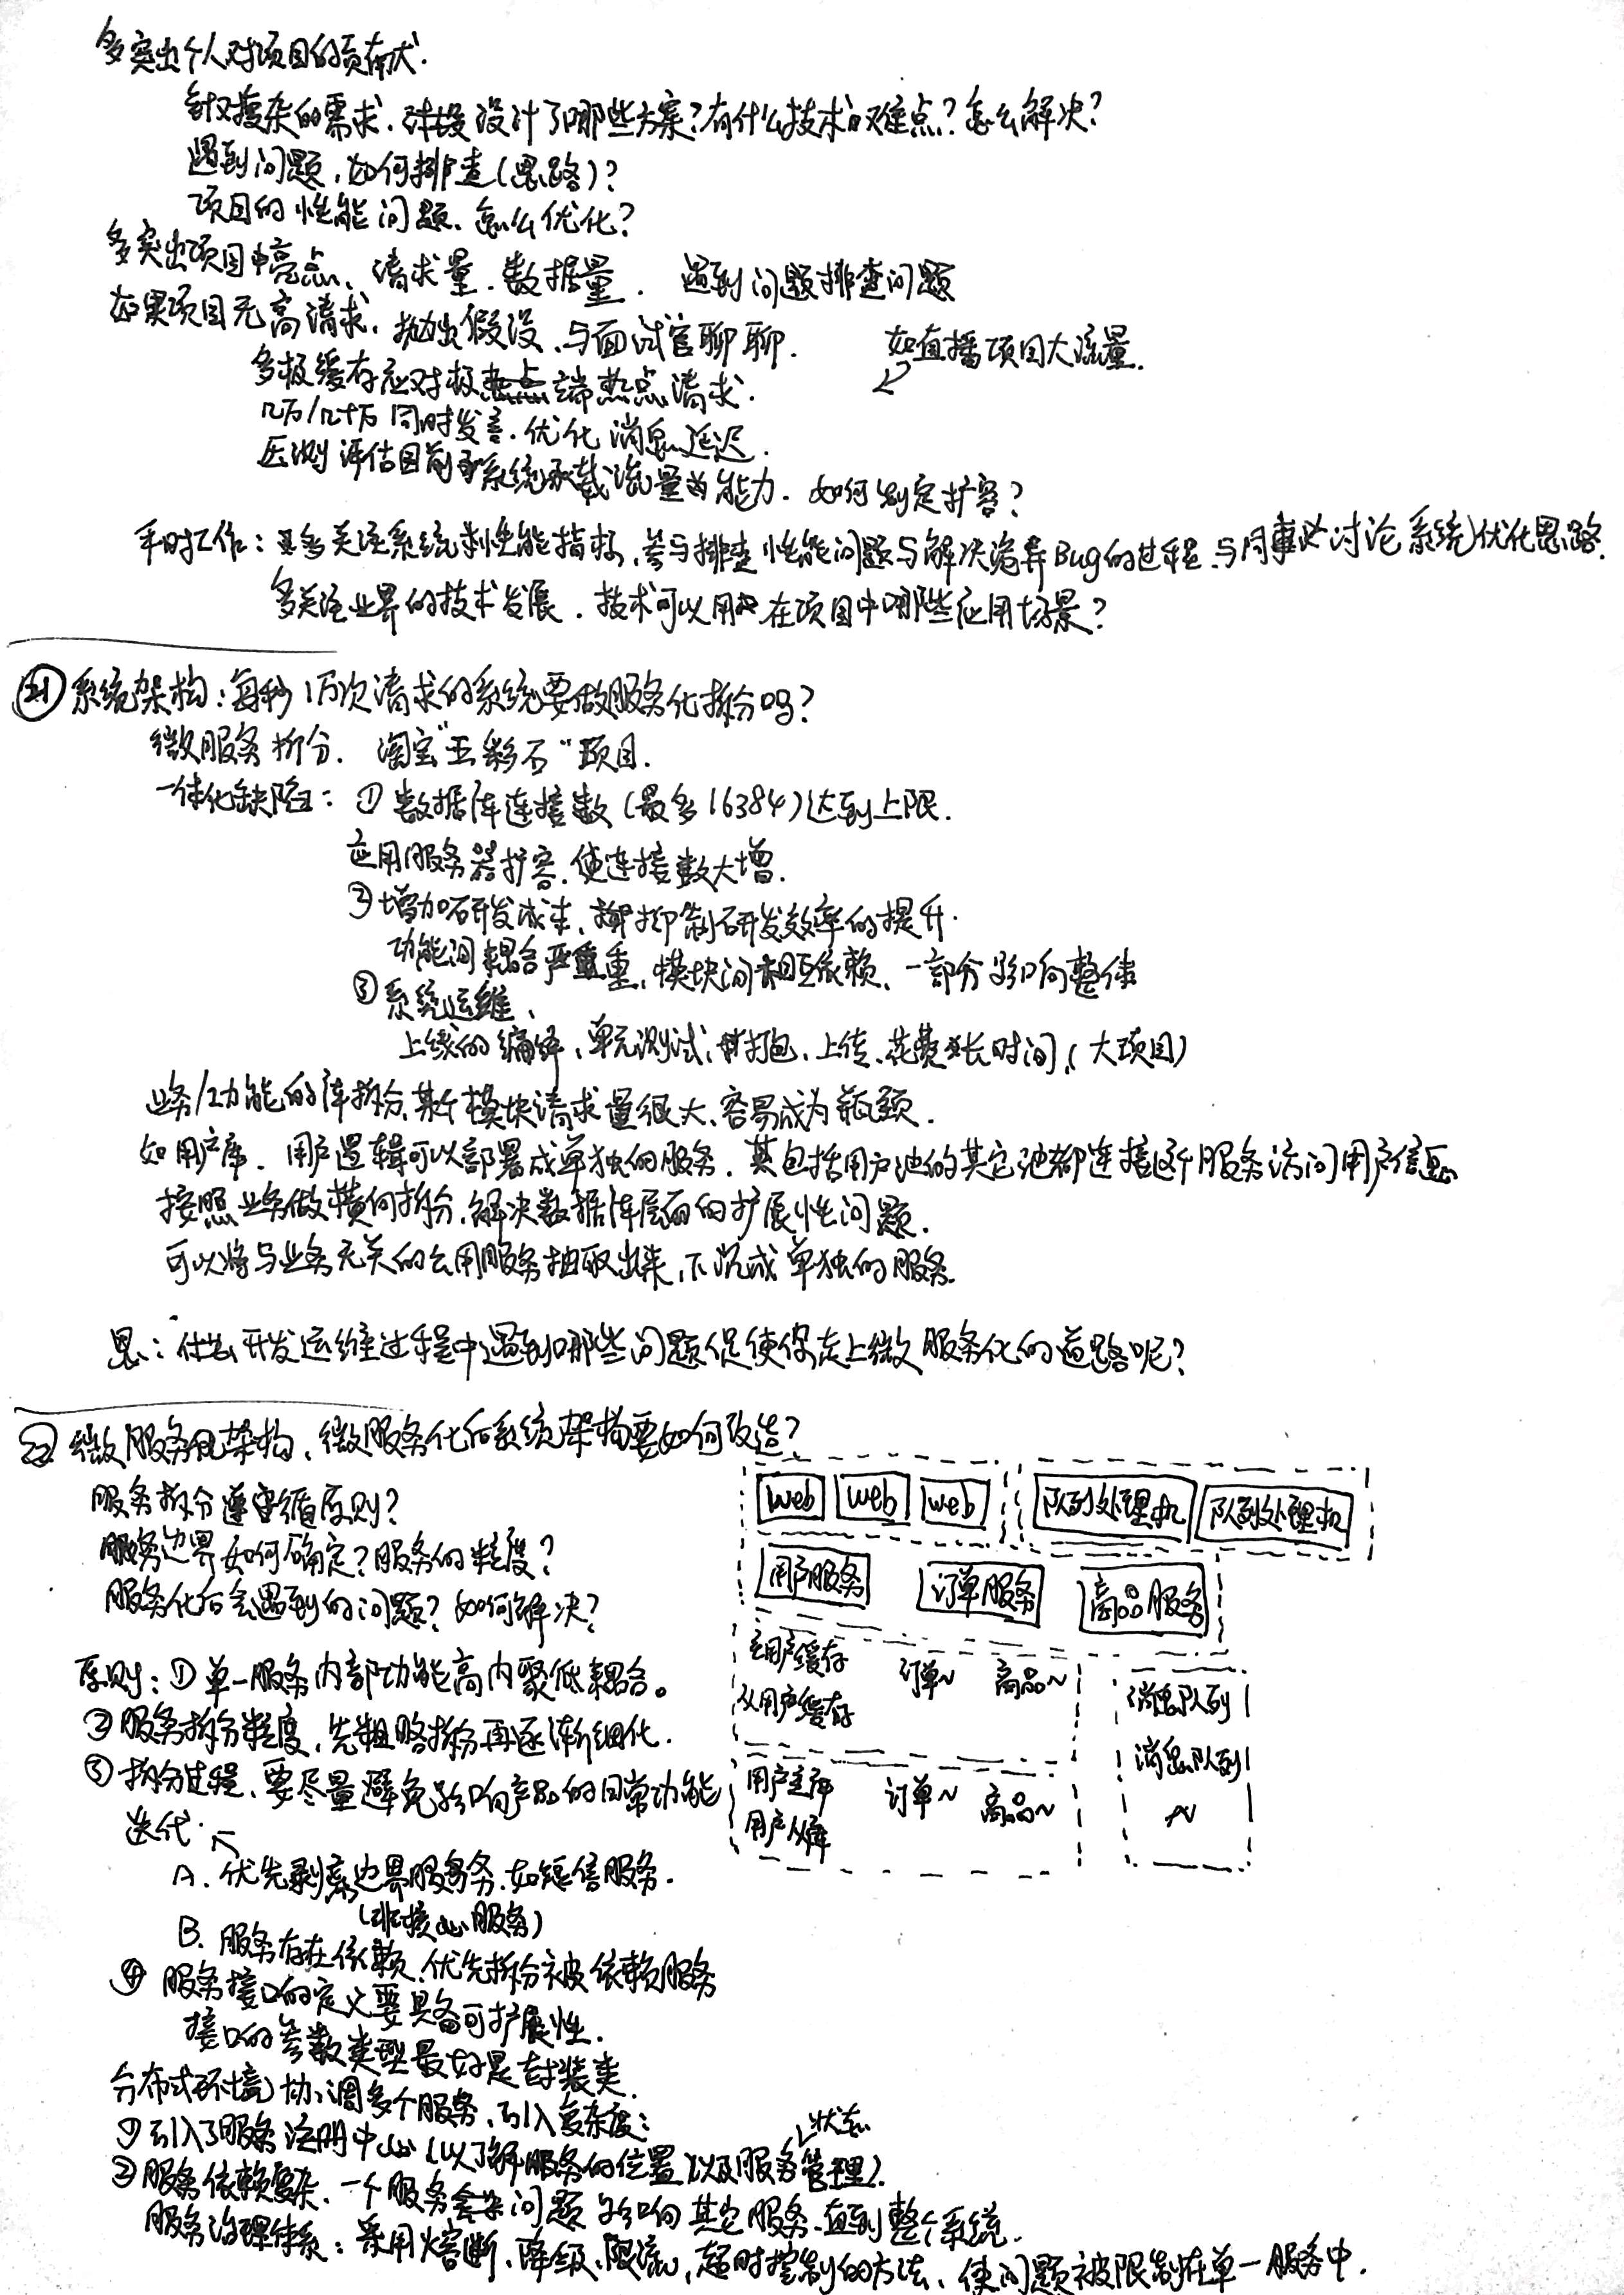 多突出个人对项目的贡献.
针对复杂的需求. 设计了哪些方案?有什么技术难点?怎么解决?
遇到问题,如何排查(思路)?
项目的性能问题、怎么优化?
多突出项目中亮点、请求量.数据量. 遇到问题排查问题
如果项目无高请求. 抛出假设、与面试官聊聊. 如直播项目大流量.
多级缓存应对极端热点请求.
几万/几十万同时发言.优化消息延迟.
压测评估目前系统承载流量的能力. 如何判定扩容?
平时工作:多关注系统性能指标,参与排查性能问题与解决诡异Bug的过程.与同事讨论系统优化思路.
多关注业界的技术发展. 技术可以用在项目中哪些应用场景?
㉑系统架构:每秒1万次请求的系统要做服务化拆分吗?
微服务拆分. 淘宝"五彩石"项目.
一体化缺陷: ①数据库连接数(最多16384)达到上限.
应用服务器扩容.使连接数大增.
②增加研发成本、抑制研发效率的提升.
功能间耦合严重,模块间相互依赖、一部分影响整体
③系统运维、
上线的编译、单元测试、打包、上传、花费长时间(大项目)
业务/功能的库拆分,某个模块请求量很大、容易成为瓶颈.
如用户库. 用户逻辑可以部署成单独的服务. 其包括用户池的其它池都连接这个服务访问用户信息
按照业务做横向拆分.解决数据库层面的扩展性问题.
可以将与业务无关的公用服务抽取出来,下沉成单独的服务.
思: 什么开发运维过程中遇到哪些问题促使你走上微服务化的道路呢?
㉒微服务架构、微服务化后系统架构要如何改造?
服务拆分遵循原则?
服务边界如何确定?服务的粒度?
服务化后会遇到的问题? 如何解决?
原则:①单一服务内部功能高内聚低耦合。
②服务拆分粒度、先粗略拆分再逐渐细化.
③拆分过程、要尽量避免影响产品的日常功能
迭代.
A. 优先剥离边界服务.如短信服务.
(非核心服务)
B. 服务存在依赖.优先拆分被依赖服务
④服务接口的定义要具备可扩展性.
接口的参数类型最好是封装类.
分布式环境协调多个服务、引入复杂度:
①引入了服务注册中心(以了解服务的位置以及服务状态管理).
②服务依赖复杂、一个服务问题影响其它服务.直到整个系统.
服务治理体系:采用熔断、降级、限流,超时控制的方法、使问题被限制在单一服务中.
web web web 队列处理机 队列处理机
用户服务 订单服务 商品服务
主用户缓存 订单~ 商品~
从用户缓存
用户主库 订单~ 商品~
用户从库
消息队列
消息队列
~